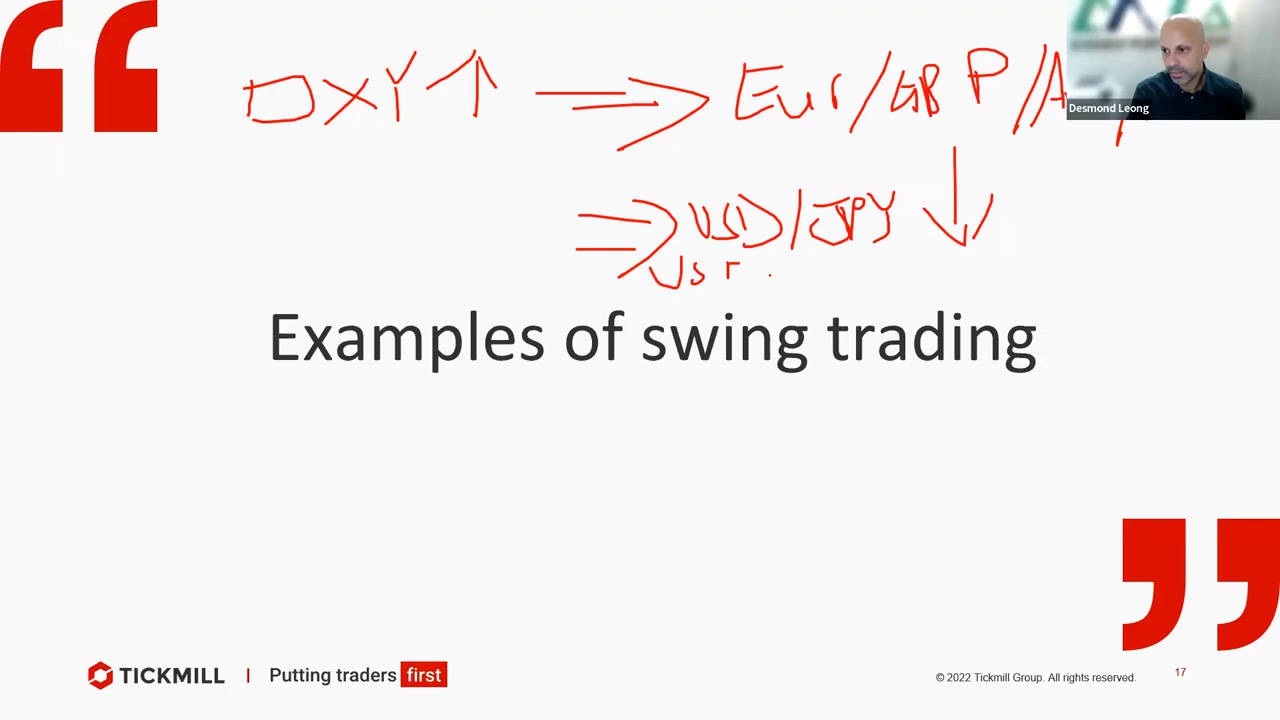 DXY ↑ ⇒ Eur/GBP/A
Desmond Leong
⇒ USD/JPY ↓
Examples of swing trading
TICKMILL | Putting traders first
© 2022 Tickmill Group. All rights reserved.
17